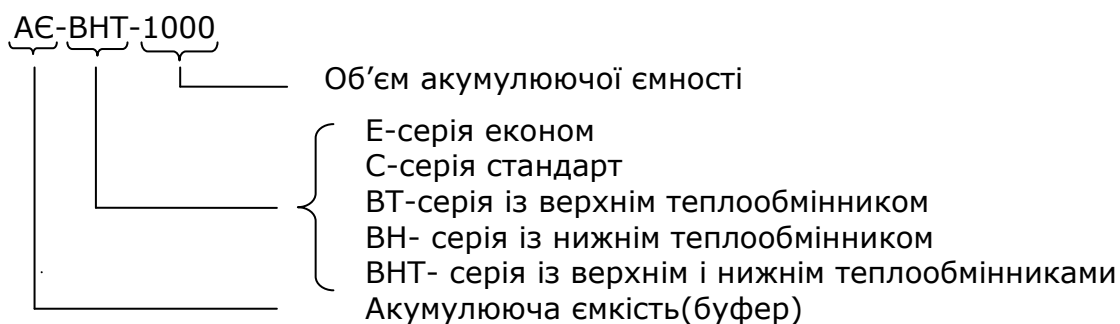 АЄ-ВНТ-1000
Об’єм акумулюючої ємності
Е-серія економ
С-серія стандарт
ВТ-серія із верхнім теплообмінником
ВН- серія із нижнім теплообмінником
ВНТ- серія із верхнім і нижнім теплообмінниками
Акумулююча ємкість(буфер)